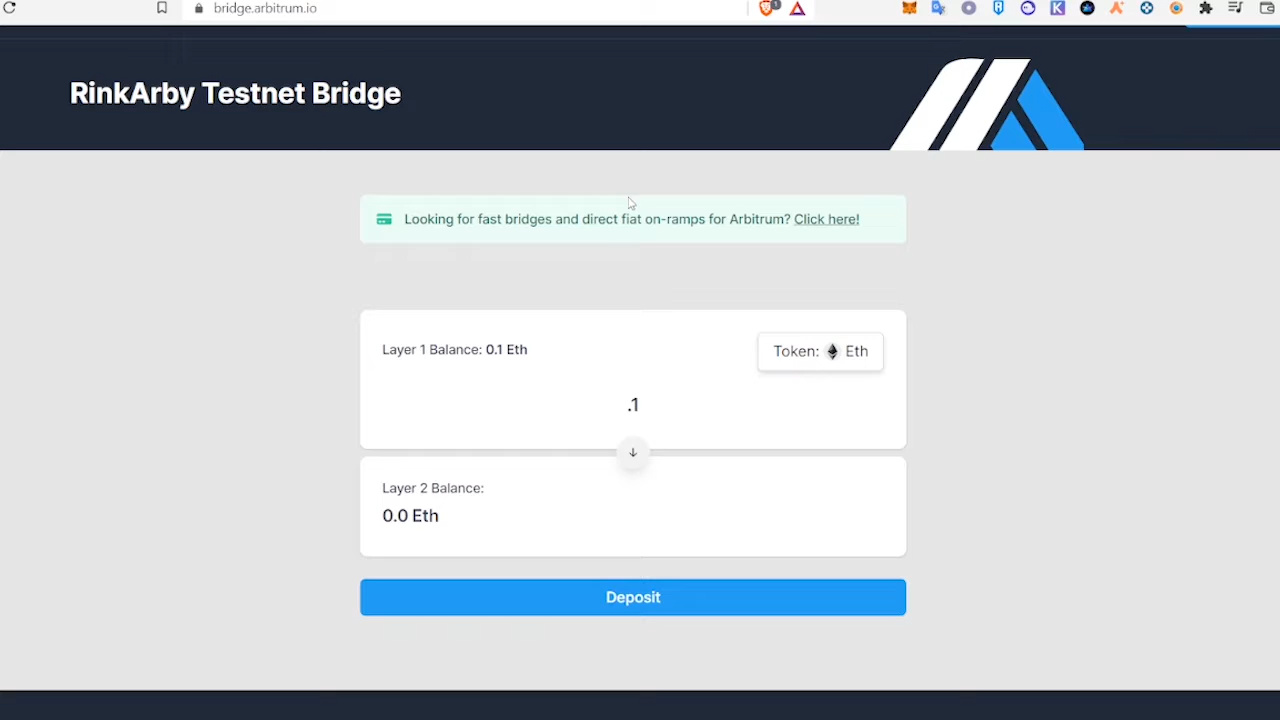 bridge.arbitrum.io
1
RinkArby Testnet Bridge
Looking for fast bridges and direct fiat on-ramps for Arbitrum? Click here!
Layer 1 Balance: 0.1 Eth
Token: Eth
.1
Layer 2 Balance:
0.0 Eth
Deposit